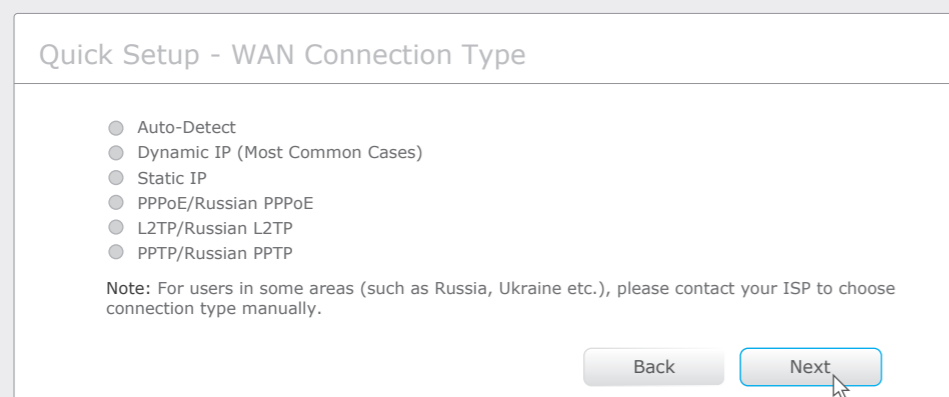 Quick Setup - WAN Connection Type
Auto-Detect
Dynamic IP (Most Common Cases)
Static IP
PPPoE/Russian PPPoE
L2TP/Russian L2TP
PPTP/Russian PPTP
Note: For users in some areas (such as Russia, Ukraine etc.), please contact your ISP to choose
connection type manually.
Back
Next